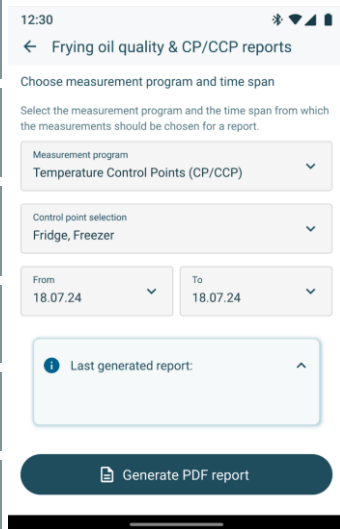 12:30
Frying oil quality & CP/CCP reports
Choose measurement program and time span
Select the measurement program and the time span from which
the measurements should be chosen for a report.
Measurement program
Temperature Control Points (CP/CCP)
Control point selection
Fridge, Freezer
From
18.07.24
To
18.07.24
Last generated report:
Generate PDF report